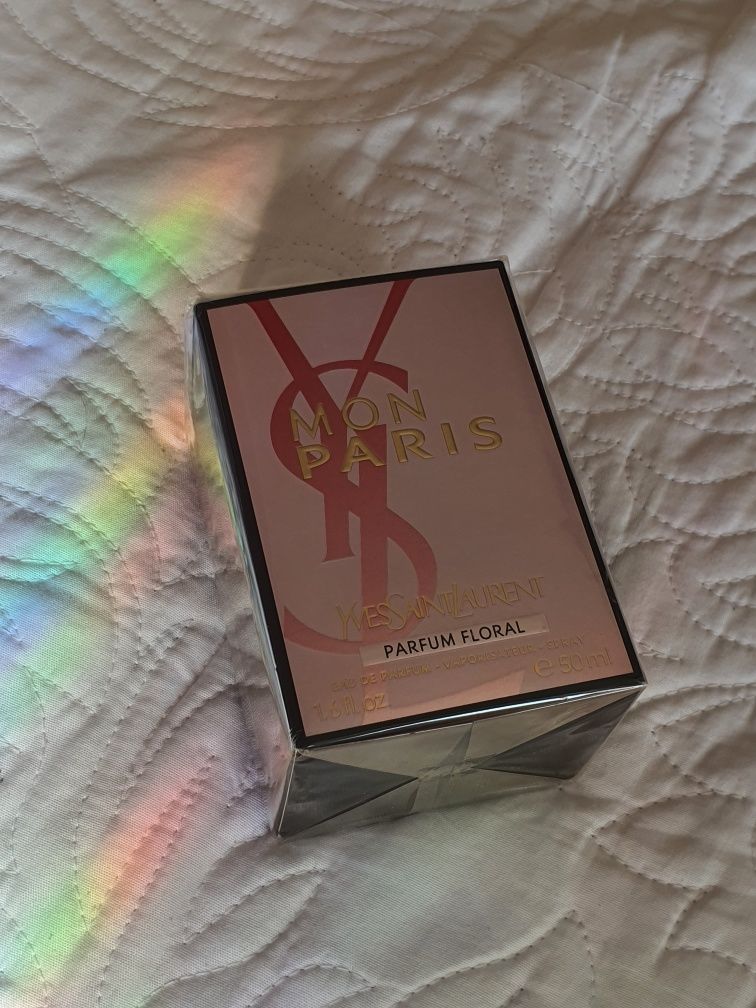 YSL
MON
PARIS
YVESSAINTLAURENT
PARFUM FLORAL
EAU DE PARFUM - VAPORISATEUR - SPRAY
1.6 fl. oz. e 50 ml